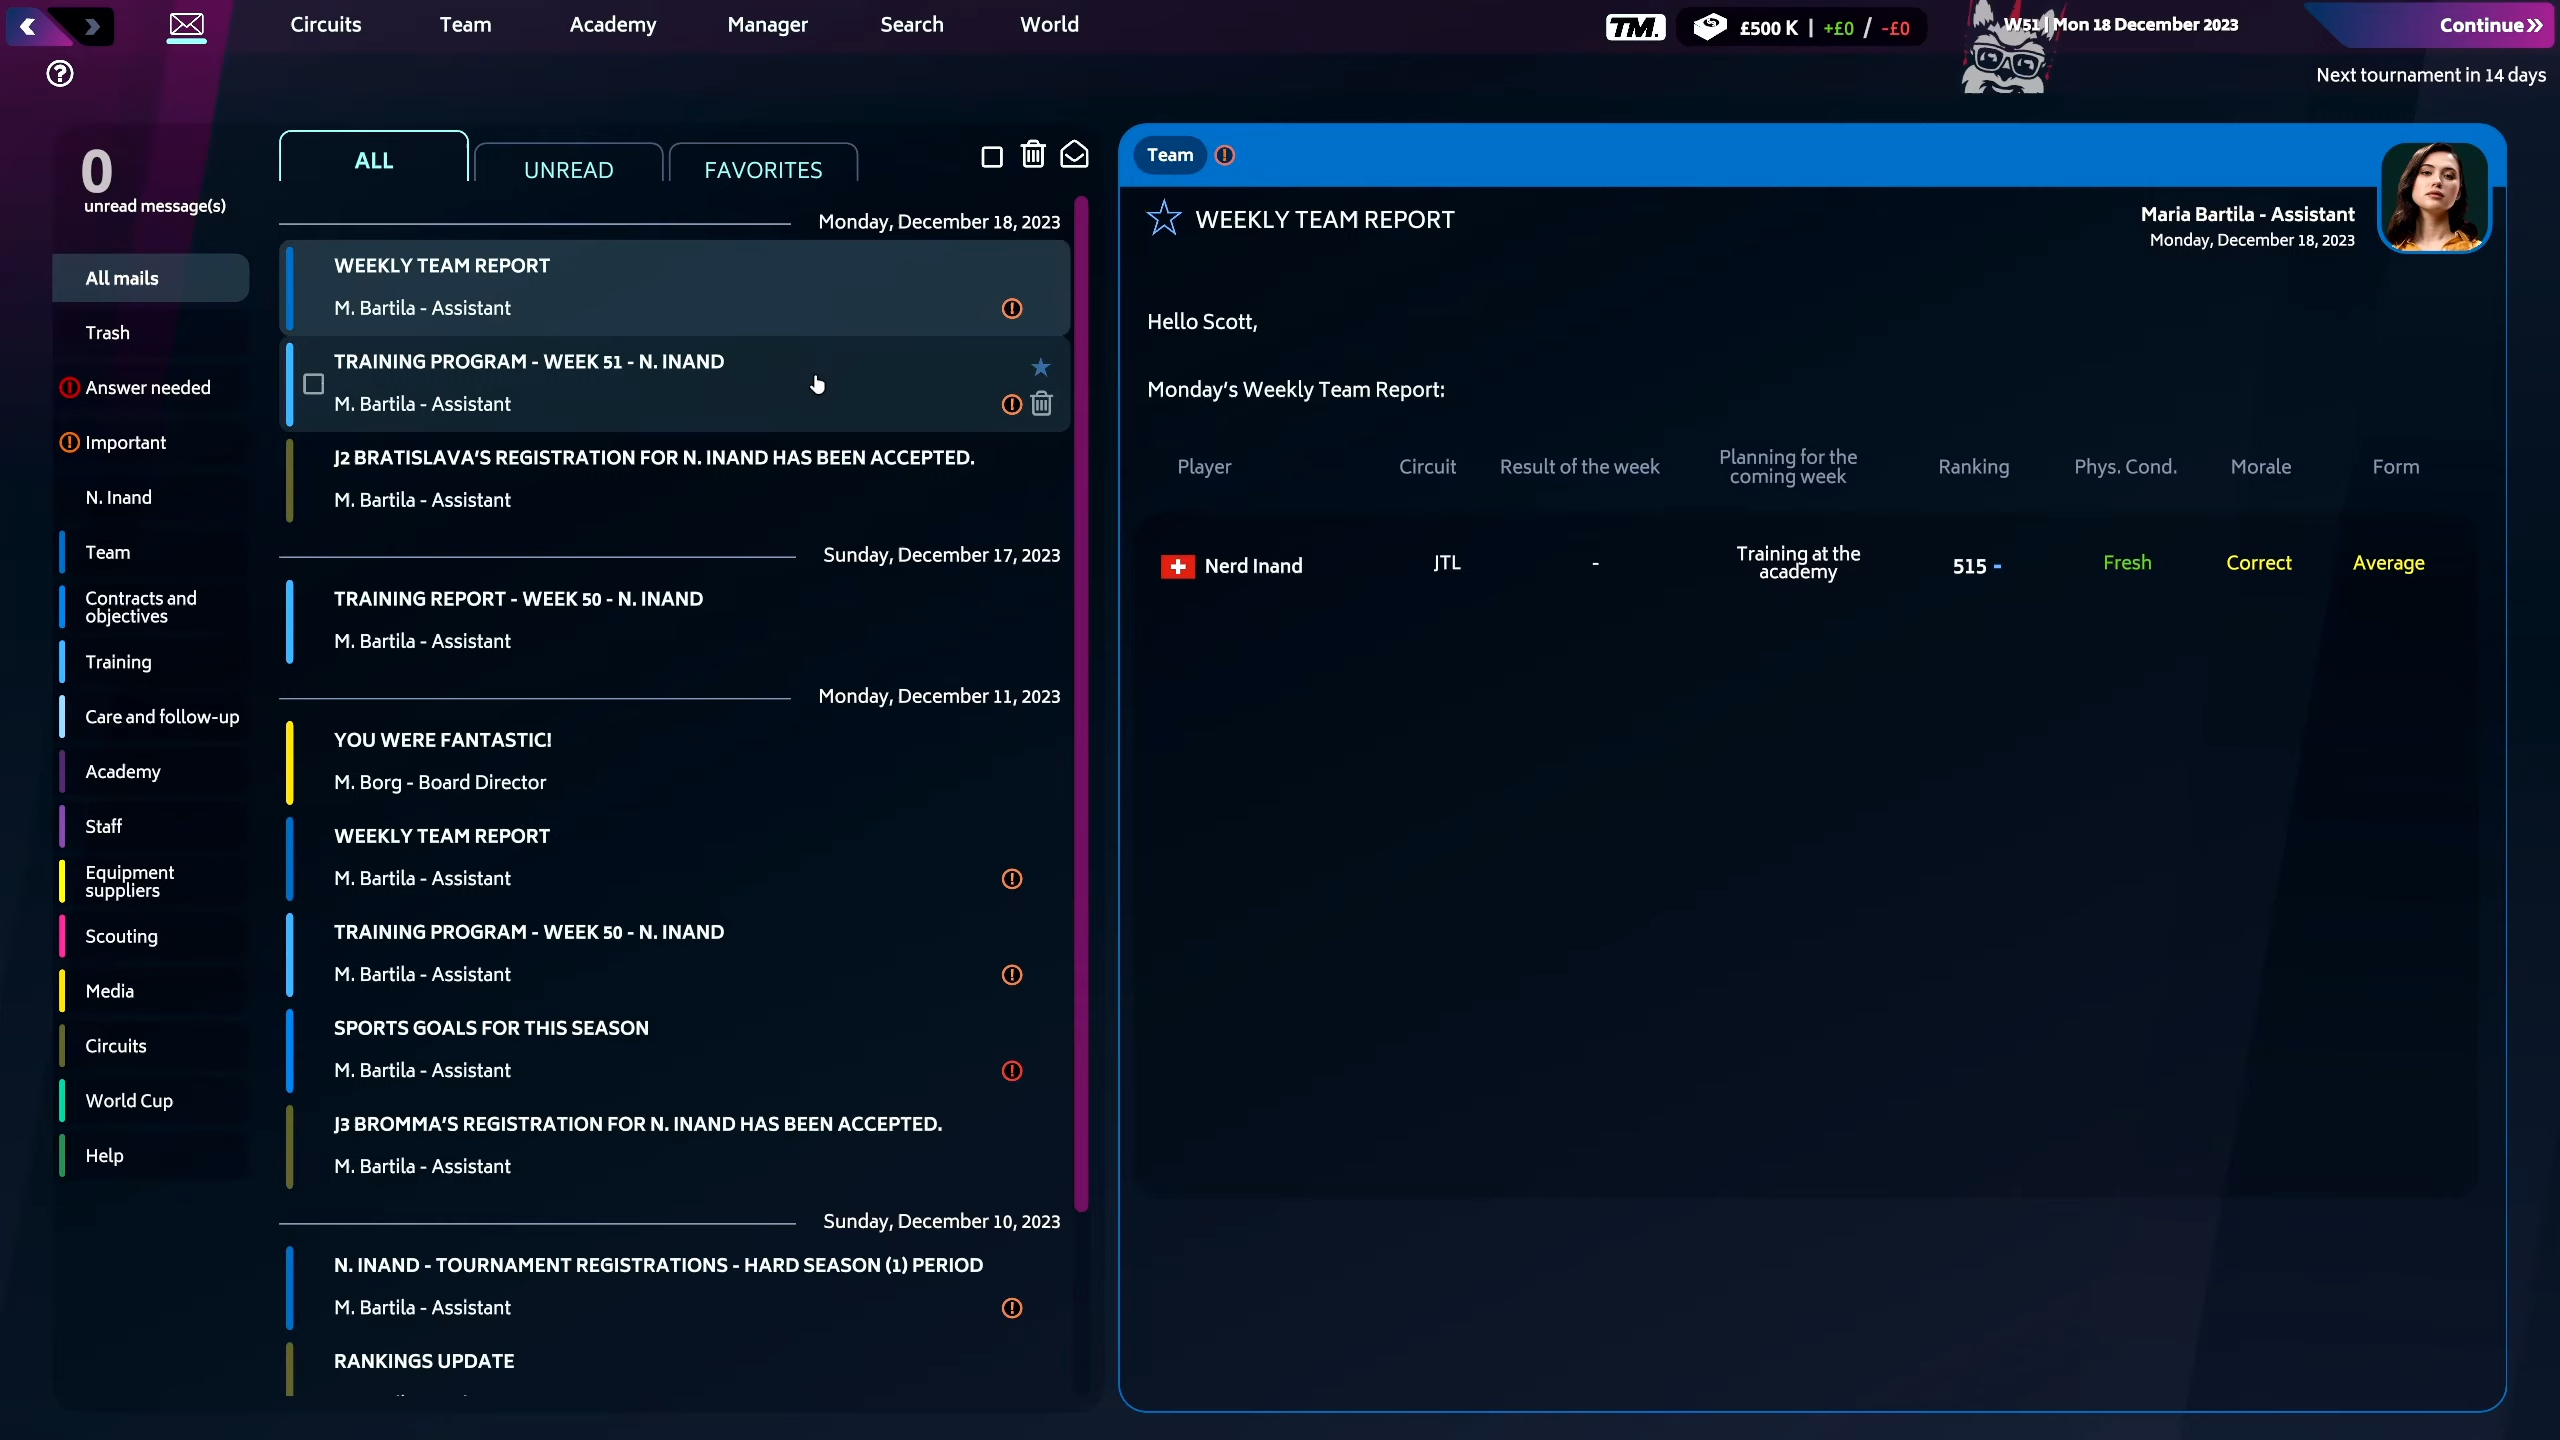 Circuits
Team
Academy
Manager
Search
World
TM.
£500 K | +£0 / -£0
W51 | Mon 18 December 2023
Continue
Next tournament in 14 days
0
unread message(s)
All mails
Trash
Answer needed
Important
N. Inand
Team
Contracts and
objectives
Training
Care and follow-up
Academy
Staff
Equipment
suppliers
Scouting
Media
Circuits
World Cup
Help
ALL
UNREAD
FAVORITES
Monday, December 18, 2023
WEEKLY TEAM REPORT
M. Bartila - Assistant
TRAINING PROGRAM - WEEK 51 - N. INAND
M. Bartila - Assistant
J2 BRATISLAVA'S REGISTRATION FOR N. INAND HAS BEEN ACCEPTED.
M. Bartila - Assistant
Sunday, December 17, 2023
TRAINING REPORT - WEEK 50 - N. INAND
M. Bartila - Assistant
Monday, December 11, 2023
YOU WERE FANTASTIC!
M. Borg - Board Director
WEEKLY TEAM REPORT
M. Bartila - Assistant
TRAINING PROGRAM - WEEK 50 - N. INAND
M. Bartila - Assistant
SPORTS GOALS FOR THIS SEASON
M. Bartila - Assistant
J3 BROMMA'S REGISTRATION FOR N. INAND HAS BEEN ACCEPTED.
M. Bartila - Assistant
Sunday, December 10, 2023
N. INAND - TOURNAMENT REGISTRATIONS - HARD SEASON (1) PERIOD
M. Bartila - Assistant
RANKINGS UPDATE
Team
WEEKLY TEAM REPORT
Maria Bartila - Assistant
Monday, December 18, 2023
Hello Scott,
Monday's Weekly Team Report:
Player
Circuit
Result of the week
Planning for the
coming week
Ranking
Phys. Cond.
Morale
Form
Nerd Inand
JTL
-
Training at the
academy
515 -
Fresh
Correct
Average